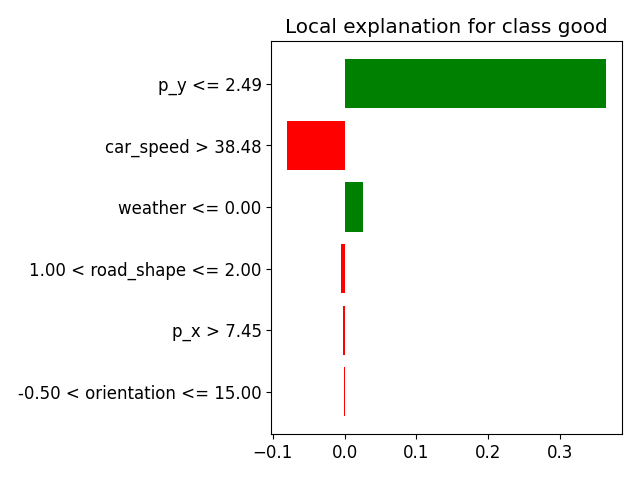 Local explanation for class good
p_y <= 2.49
car_speed > 38.48
weather <= 0.00
1.00 < road_shape <= 2.00
p_x > 7.45
-0.50 < orientation <= 15.00
−0.1 0.0 0.1 0.2 0.3